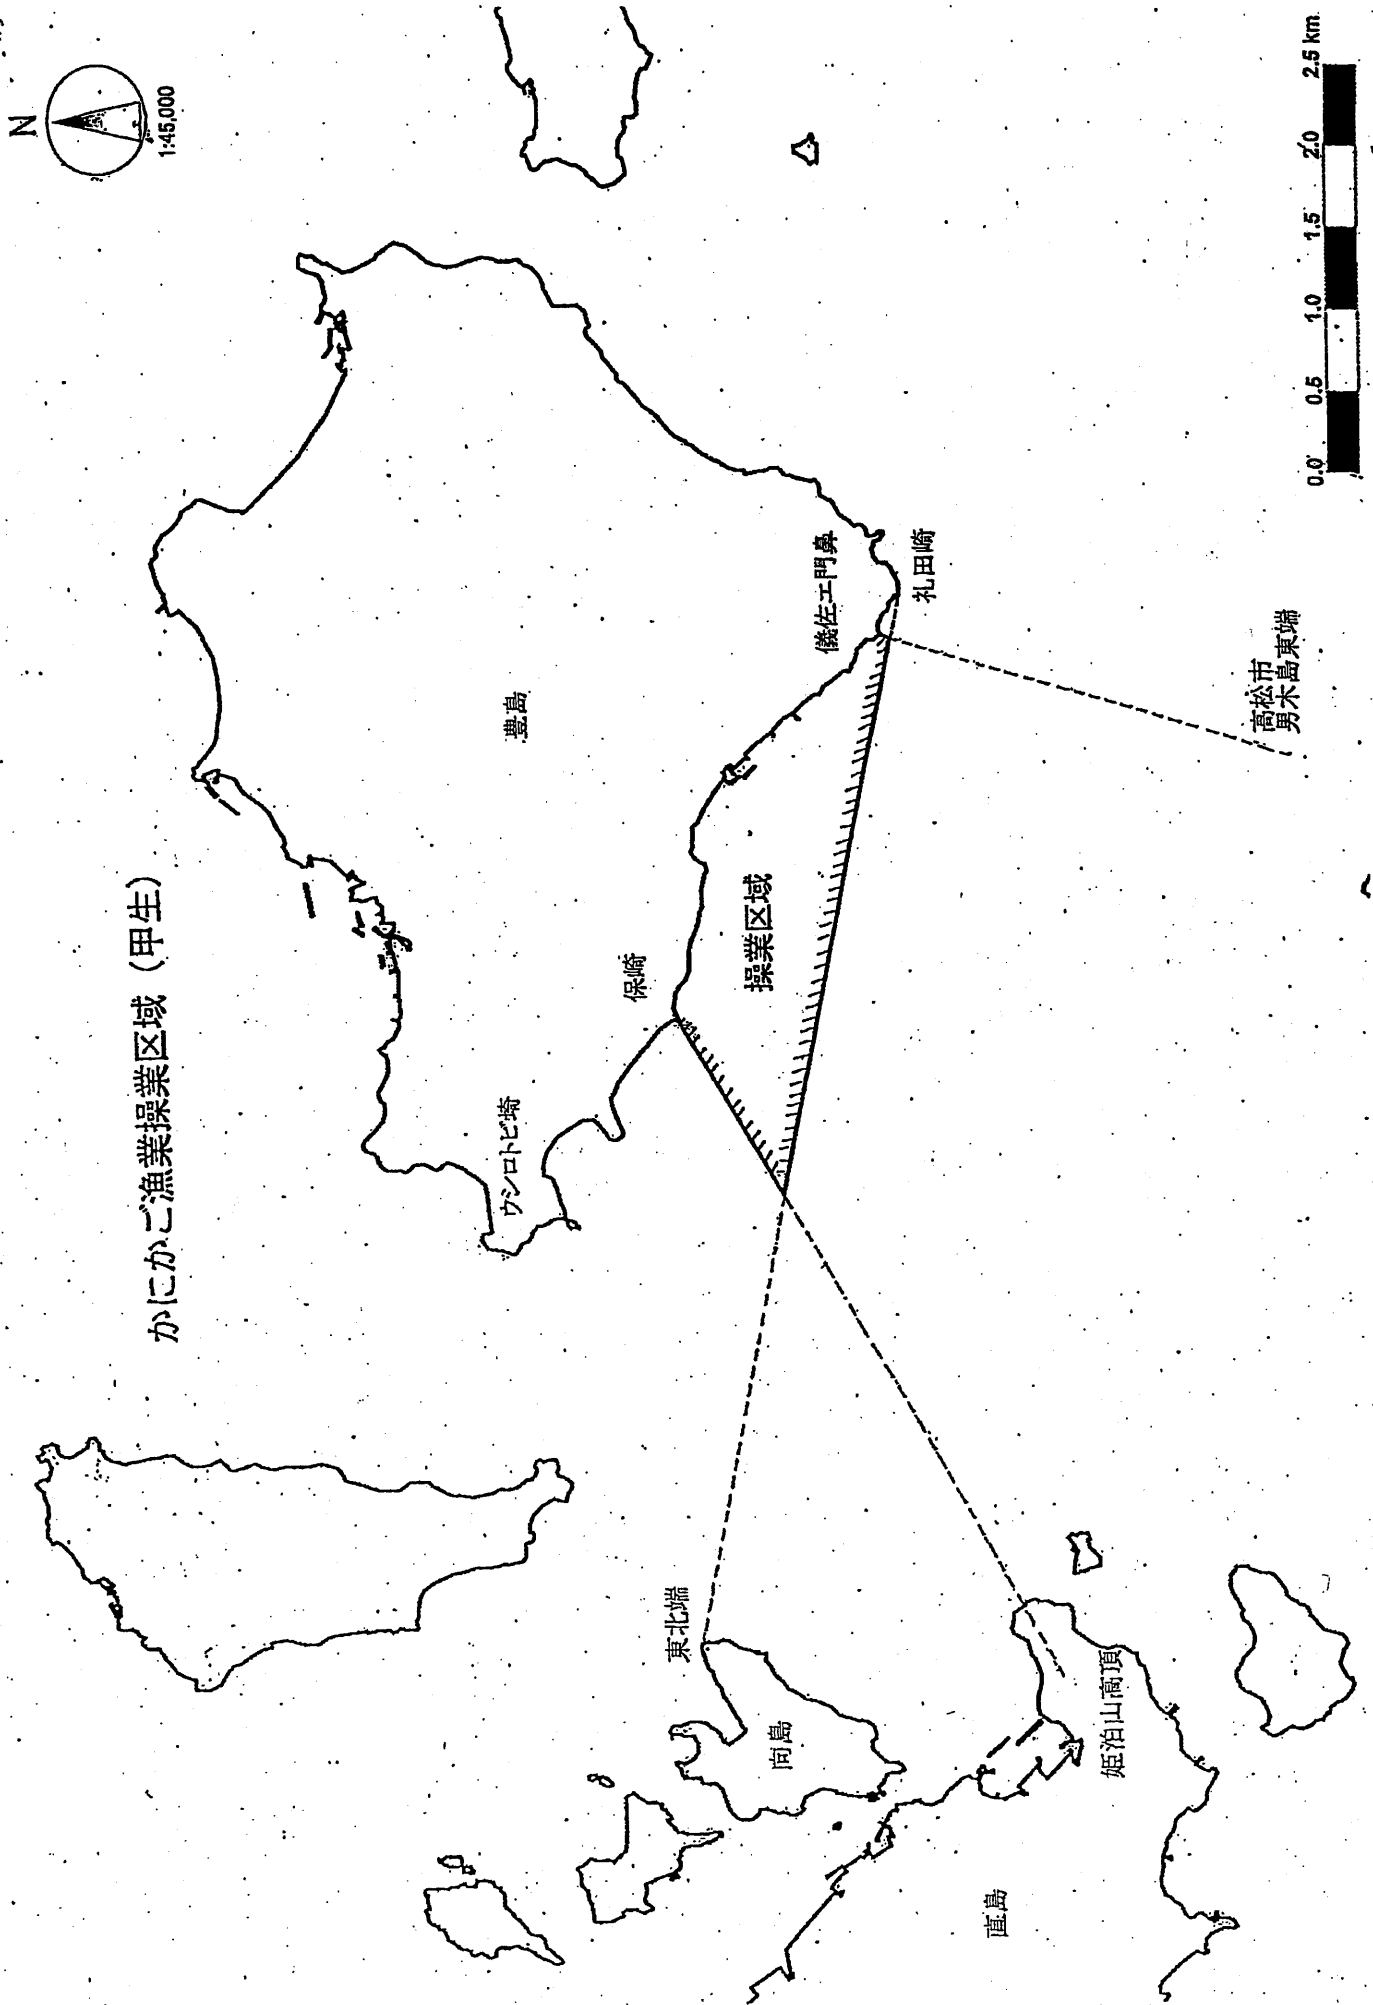 かにかご漁業操業区域（甲生）
N
1:45,000
豊島
ウシロトビ埼
保崎
操業区域
儀佐エ門鼻
礼田崎
東北端
向島
姫泊山高頂
直島
高松市
男木島東端
0.0 0.5 1.0 1.5 2.0 2.5 km